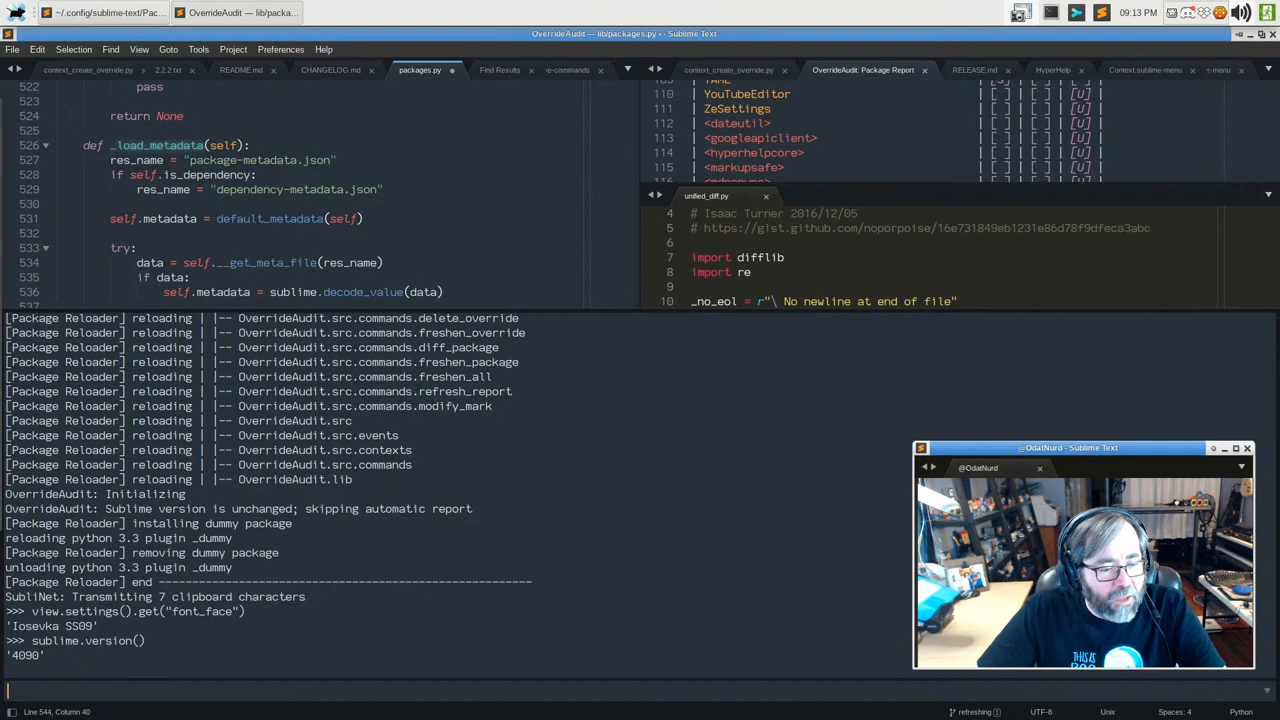 ~/.config/sublime-text/Pac...
OverrideAudit — lib/packa...
09:13 PM
OverrideAudit — lib/packages.py • - Sublime Text
File Edit Selection Find View Goto Tools Project Preferences Help
context_create_override.py 2.2.2.txt README.md CHANGELOG.md packages.py Find Results e-commands
522
pass
523
524 return None
525
526 def _load_metadata(self):
527 res_name = "package-metadata.json"
528 if self.is_dependency:
529 res_name = "dependency-metadata.json"
530
531 self.metadata = default_metadata(self)
532
533 try:
534 data = self.__get_meta_file(res_name)
535 if data:
536 self.metadata = sublime.decode_value(data)
537
context_create_override.py OverrideAudit: Package Report RELEASE.md HyperHelp Context.sublime-menu -menu
110 | YouTubeEditor | [ ] | [ ] | [U] |
111 | ZeSettings | [ ] | [ ] | [U] |
112 | <dateutil> | [ ] | [ ] | [U] |
113 | <googleapiclient> | [ ] | [ ] | [U] |
114 | <hyperhelpcore> | [ ] | [ ] | [U] |
115 | <markupsafe> | [ ] | [ ] | [U] |
unified_diff.py
4 # Isaac Turner 2016/12/05
5 # https://gist.github.com/noporpoise/16e731849eb1231e86d78f9dfeca3abc
6
7 import difflib
8 import re
9
10 _no_eol = r"\ No newline at end of file"
[Package Reloader] reloading | |-- OverrideAudit.src.commands.delete_override
[Package Reloader] reloading | |-- OverrideAudit.src.commands.freshen_override
[Package Reloader] reloading | |-- OverrideAudit.src.commands.diff_package
[Package Reloader] reloading | |-- OverrideAudit.src.commands.freshen_package
[Package Reloader] reloading | |-- OverrideAudit.src.commands.freshen_all
[Package Reloader] reloading | |-- OverrideAudit.src.commands.refresh_report
[Package Reloader] reloading | |-- OverrideAudit.src.commands.modify_mark
[Package Reloader] reloading | |-- OverrideAudit.src
[Package Reloader] reloading | |-- OverrideAudit.src.events
[Package Reloader] reloading | |-- OverrideAudit.src.contexts
[Package Reloader] reloading | |-- OverrideAudit.src.commands
[Package Reloader] reloading | |-- OverrideAudit.lib
OverrideAudit: Initializing
OverrideAudit: Sublime version is unchanged; skipping automatic report
[Package Reloader] installing dummy package
reloading python 3.3 plugin _dummy
[Package Reloader] removing dummy package
unloading python 3.3 plugin _dummy
[Package Reloader] end --------------------------------------------------------
SubliNet: Transmitting 7 clipboard characters
>>> view.settings().get("font_face")
'Iosevka SS09'
>>> sublime.version()
'4090'
@OdatNurd - Sublime Text
@OdatNurd
THIS IS
Line 544, Column 40
refreshing
UTF-8
Unix
Spaces: 4
Python